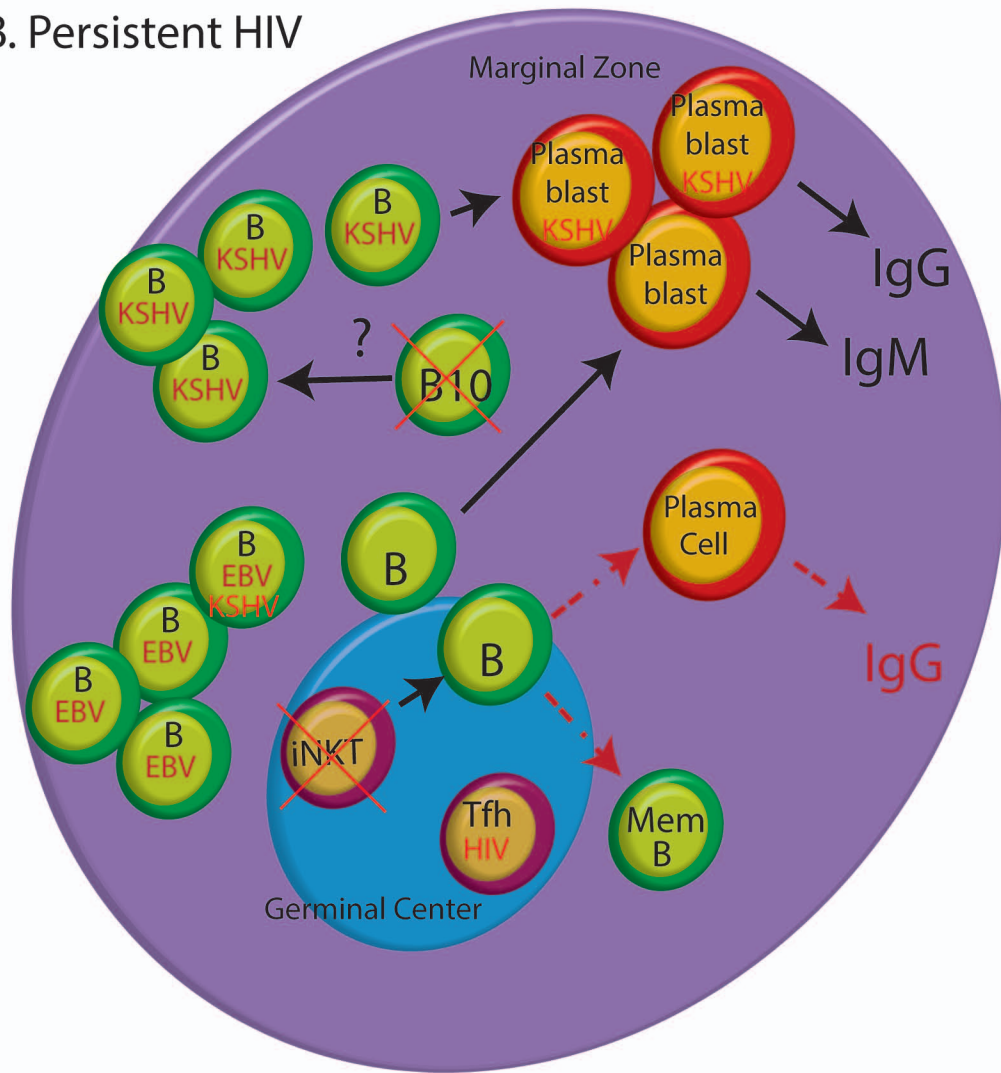 B. Persistent HIV
Marginal Zone
Plasma
blast
KSHV
Plasma
blast
KSHV
B
KSHV
B
KSHV
B
KSHV
B
KSHV
Plasma
blast
IgG
IgM
?
B10
Plasma
Cell
B
B
EBV
KSHV
B
EBV
B
EBV
B
EBV
B
IgG
iNKT
Tfh
HIV
Mem
B
Germinal Center